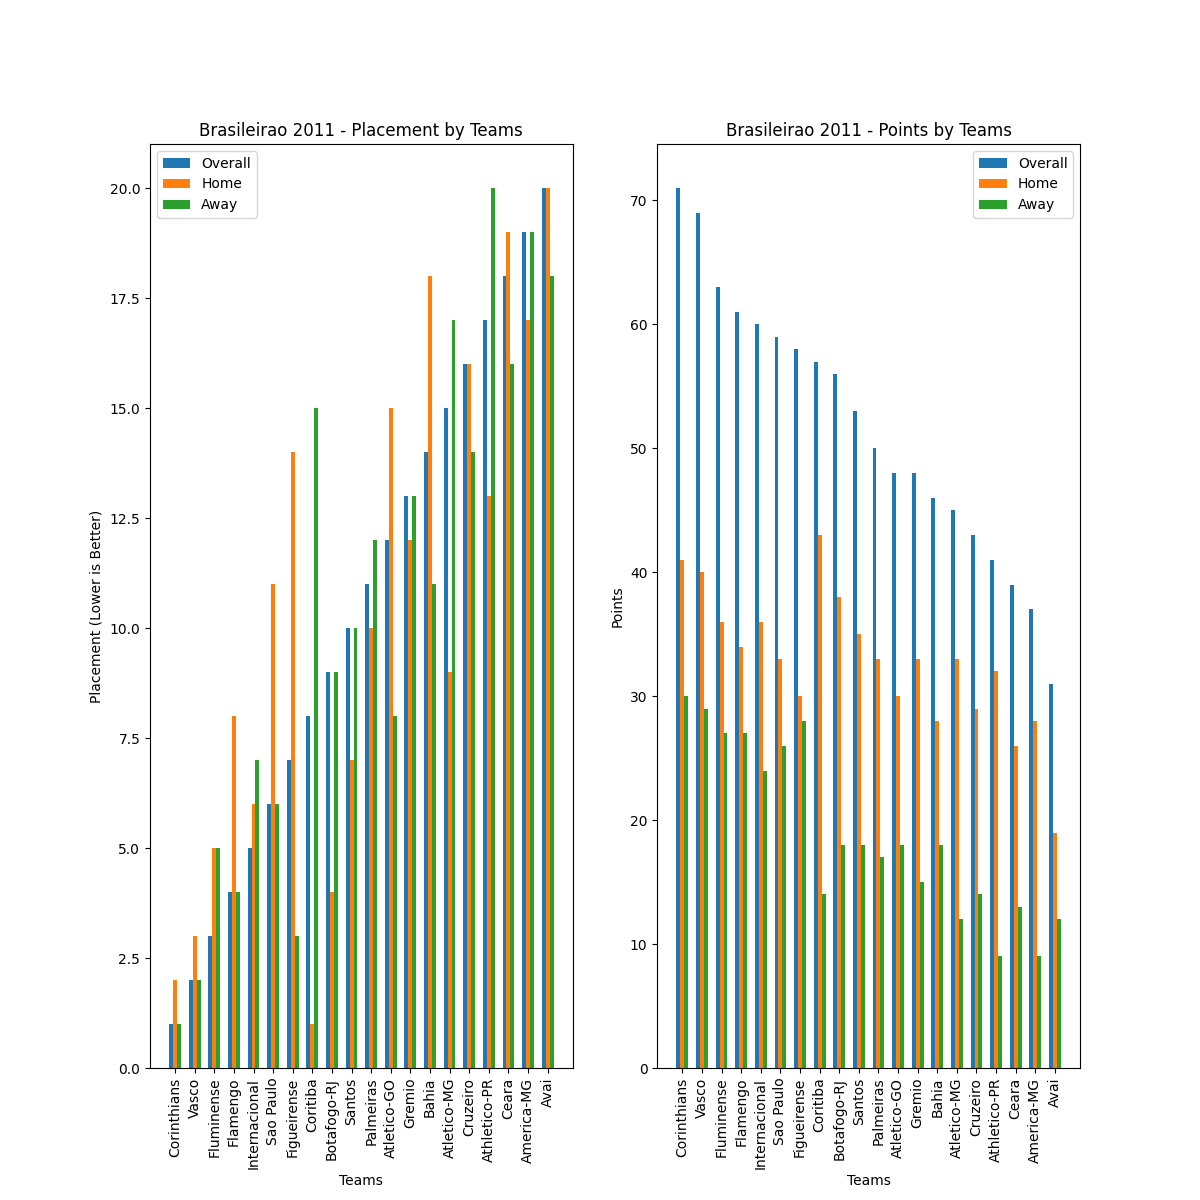 Brasileirao 2011 - Placement by Teams
Overall
Home
Away
20.0
17.5
15.0
12.5
10.0
7.5
5.0
2.5
0.0
Placement (Lower is Better)
Corinthians
Vasco
Fluminense
Flamengo
Internacional
Sao Paulo
Figueirense
Coritiba
Botafogo-RJ
Santos
Palmeiras
Atletico-GO
Gremio
Bahia
Atletico-MG
Cruzeiro
Athletico-PR
Ceara
America-MG
Avai
Teams
Brasileirao 2011 - Points by Teams
Overall
Home
Away
70
60
50
40
30
20
10
0
Points
Corinthians
Vasco
Fluminense
Flamengo
Internacional
Sao Paulo
Figueirense
Coritiba
Botafogo-RJ
Santos
Palmeiras
Atletico-GO
Gremio
Bahia
Atletico-MG
Cruzeiro
Athletico-PR
Ceara
America-MG
Avai
Teams